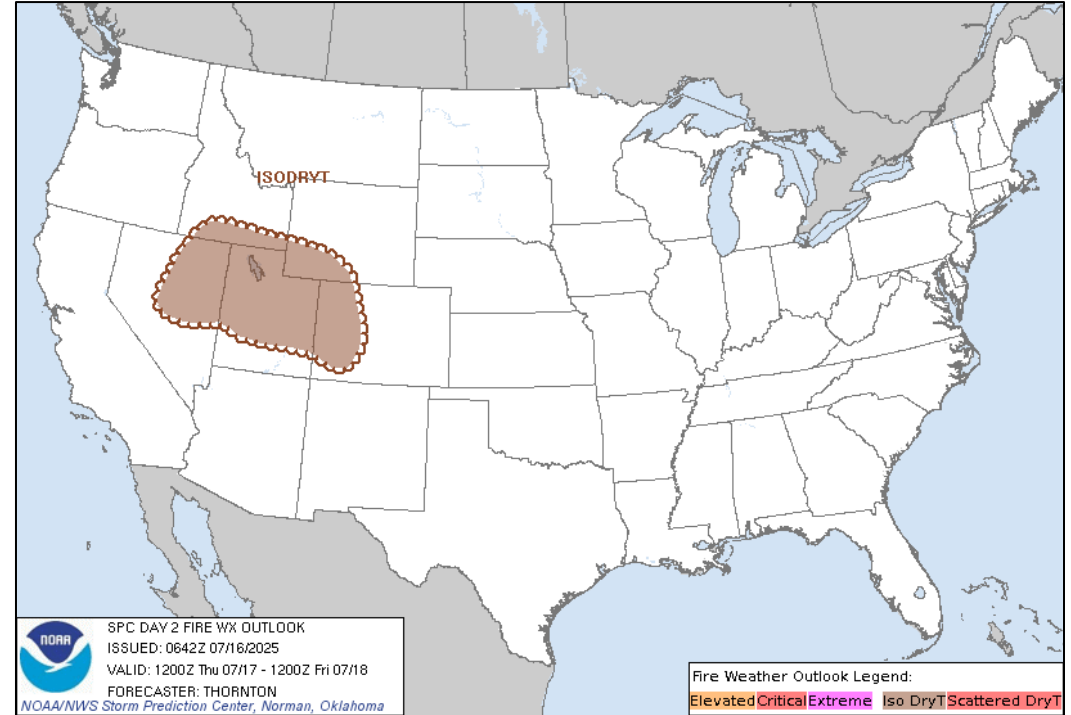 ISODRYT
NOAA
SPC DAY 2 FIRE WX OUTLOOK
ISSUED: 0642Z 07/16/2025
VALID: 1200Z Thu 07/17 - 1200Z Fri 07/18
FORECASTER: THORNTON
NOAA/NWS Storm Prediction Center, Norman, Oklahoma
Fire Weather Outlook Legend:
Elevated Critical Extreme Iso DryT Scattered DryT